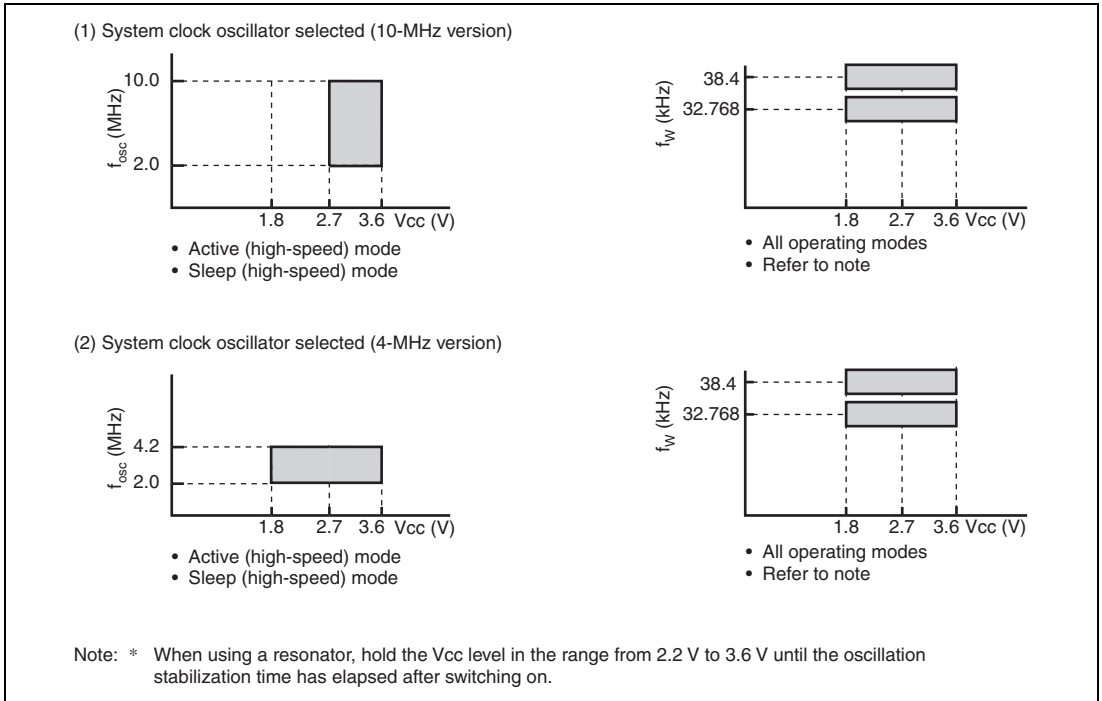 (1) System clock oscillator selected (10-MHz version)
10.0
2.0
fosc (MHz)
1.8 2.7 3.6 Vcc (V)
• Active (high-speed) mode
• Sleep (high-speed) mode
38.4
32.768
fW (kHz)
1.8 2.7 3.6 Vcc (V)
• All operating modes
• Refer to note
(2) System clock oscillator selected (4-MHz version)
4.2
2.0
fosc (MHz)
1.8 2.7 3.6 Vcc (V)
• Active (high-speed) mode
• Sleep (high-speed) mode
38.4
32.768
fW (kHz)
1.8 2.7 3.6 Vcc (V)
• All operating modes
• Refer to note
Note: * When using a resonator, hold the Vcc level in the range from 2.2 V to 3.6 V until the oscillation
stabilization time has elapsed after switching on.